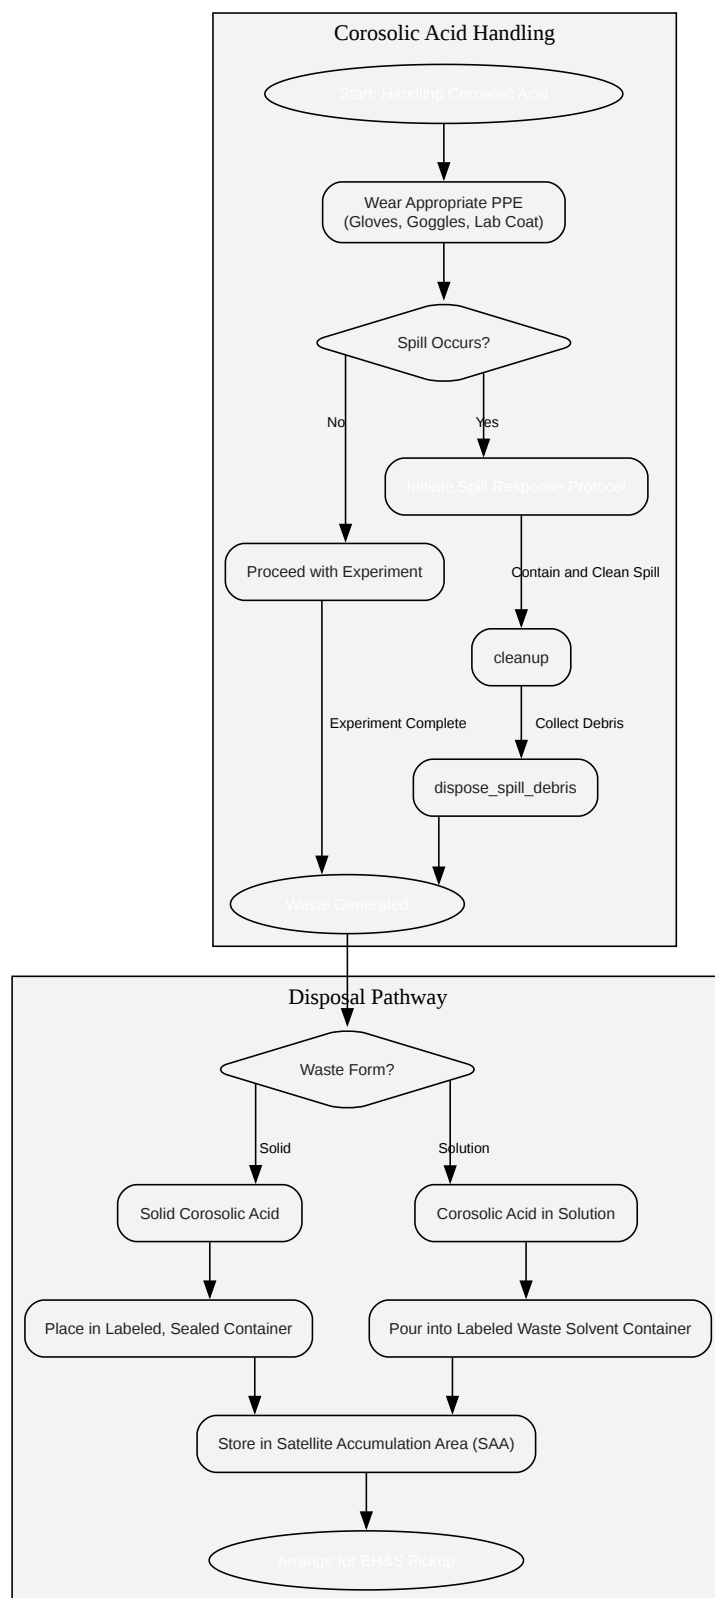 Corosolic Acid Handling
Start: Handling Corosolic Acid
Wear Appropriate PPE
(Gloves, Goggles, Lab Coat)
Spill Occurs?
No
Yes
Initiate Spill Response Protocol
Proceed with Experiment
Contain and Clean Spill
cleanup
Experiment Complete
Collect Debris
dispose_spill_debris
Waste Generated
Disposal Pathway
Waste Form?
Solid
Solution
Solid Corosolic Acid
Corosolic Acid in Solution
Place in Labeled, Sealed Container
Pour into Labeled Waste Solvent Container
Store in Satellite Accumulation Area (SAA)
Arrange for EH&S Pickup